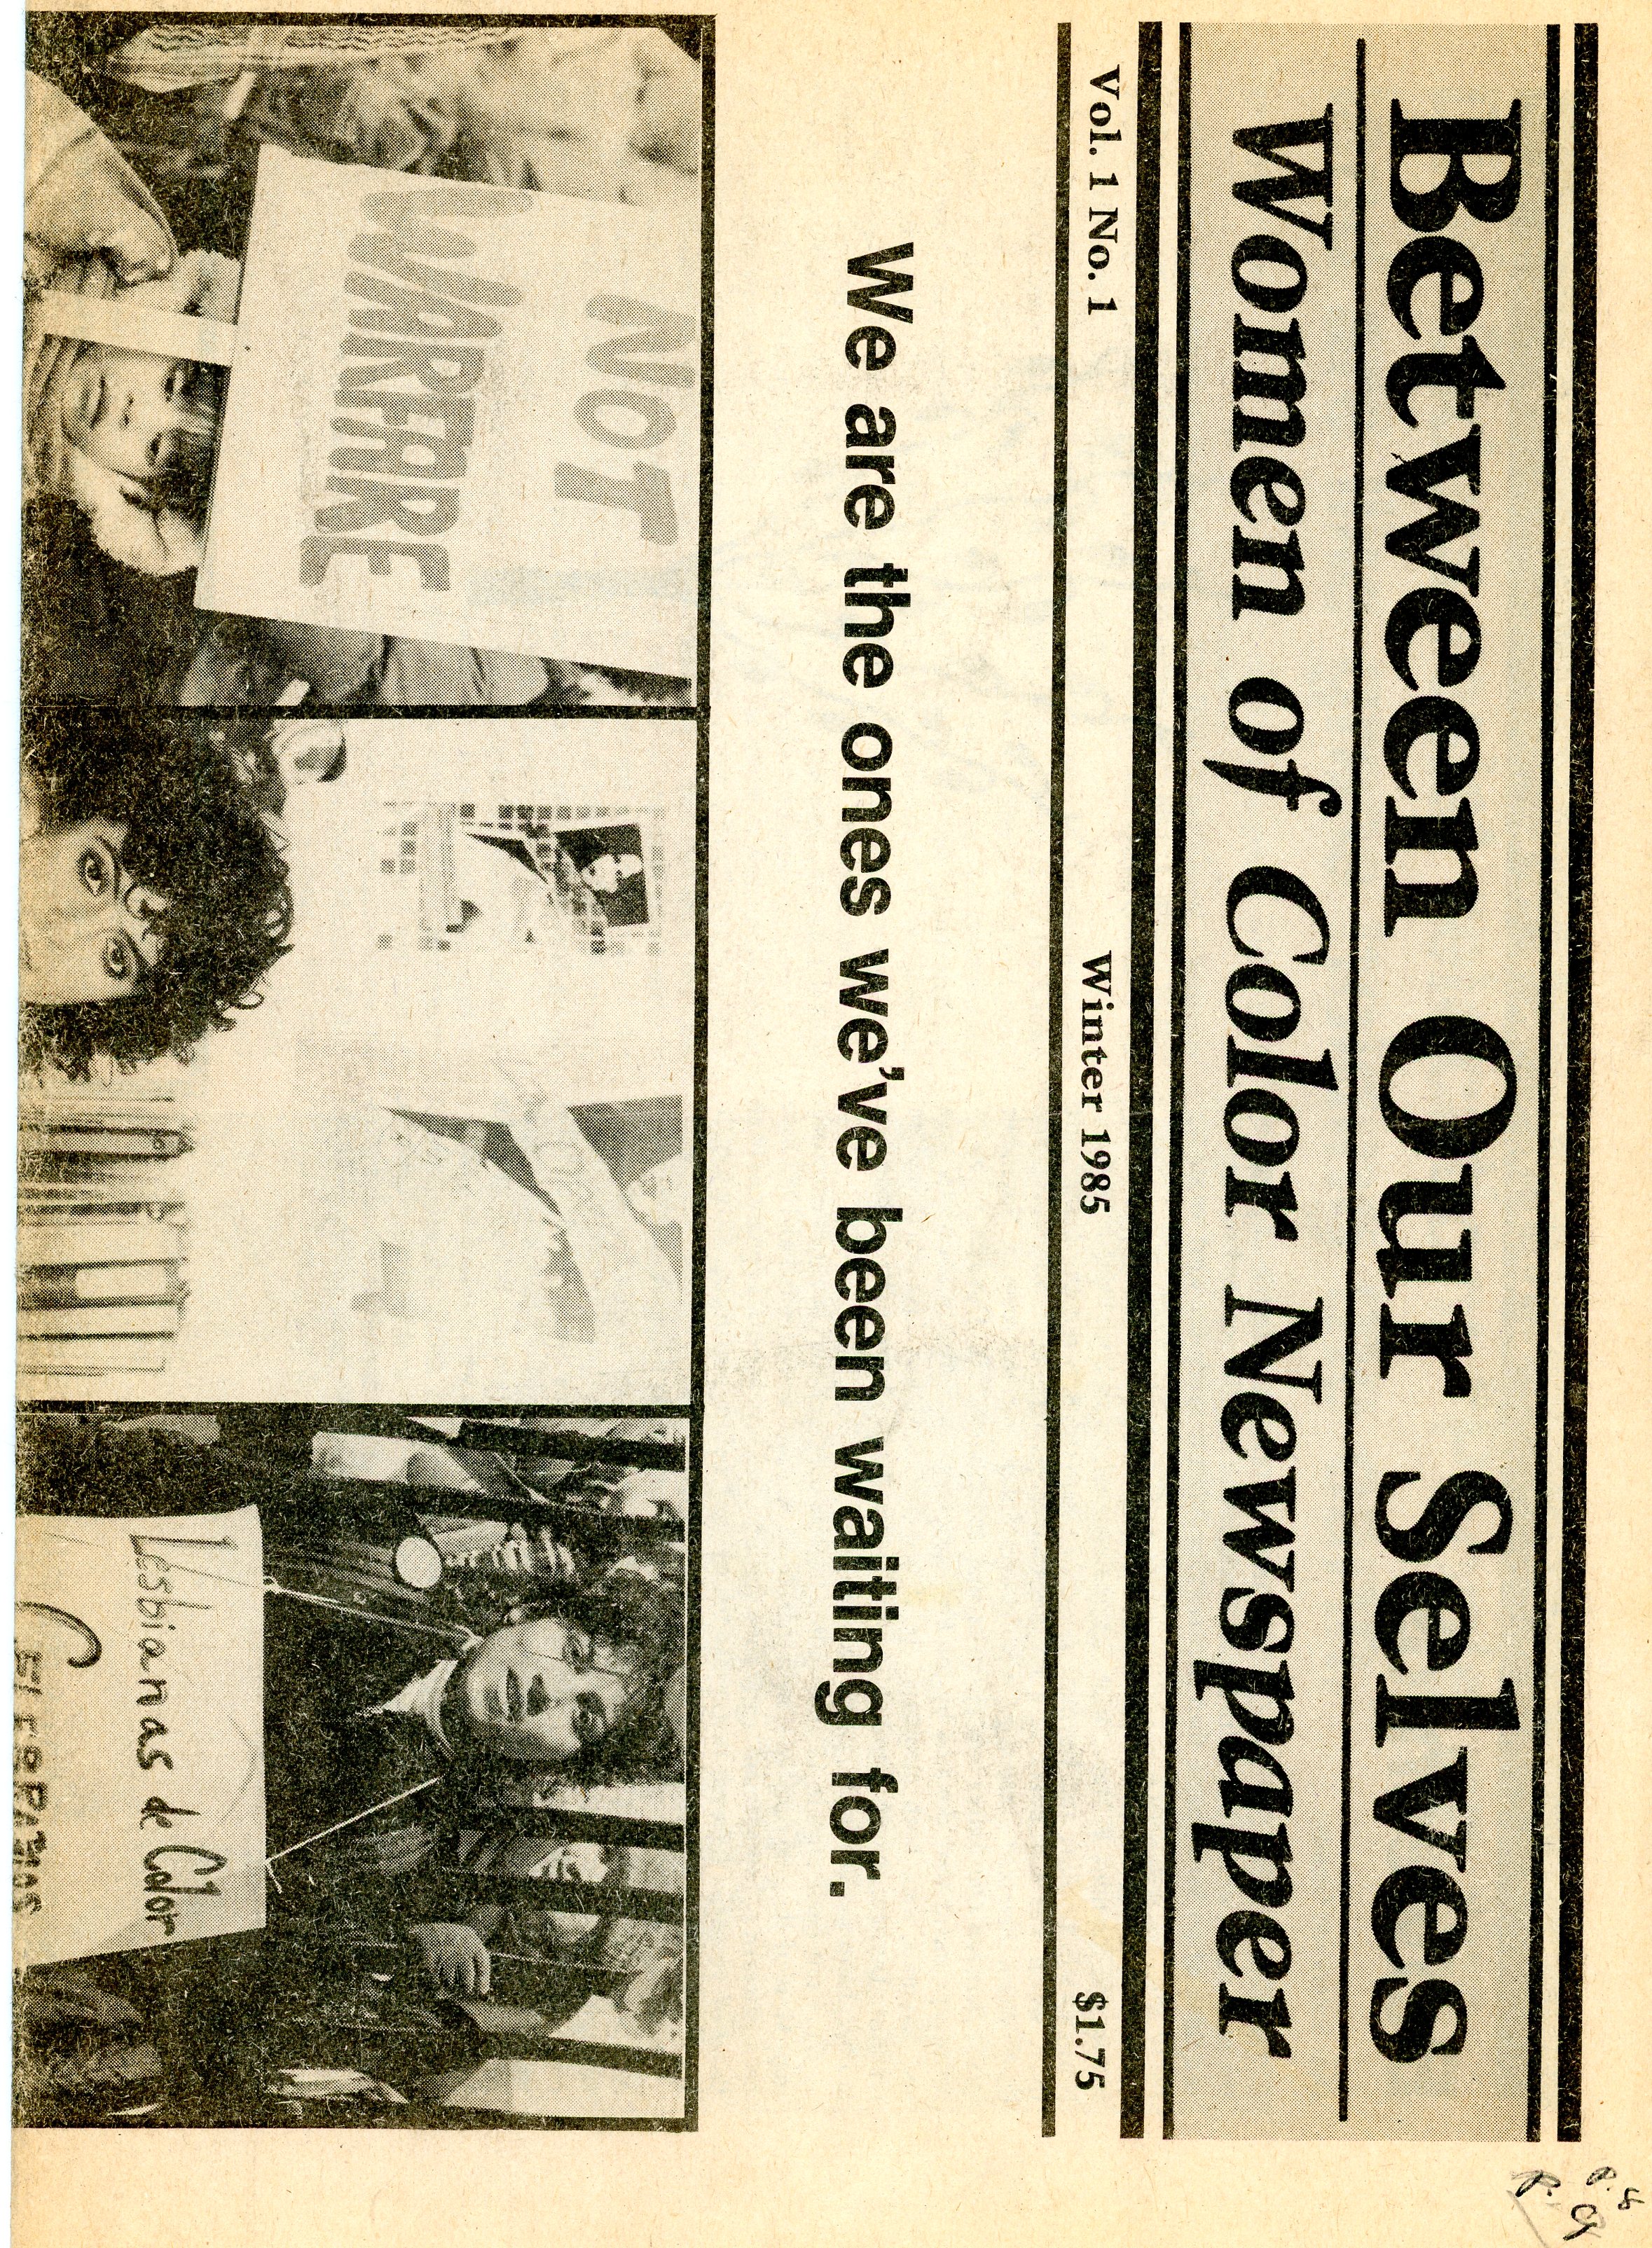 p. 8
p. 9
Between Our Selves
Women of Color Newspaper
Vol. 1 No. 1
Winter 1985
$1.75
We are the ones we've been waiting for.
NOT
WARFARE
Lesbianas de Color
CELEBRAMOS